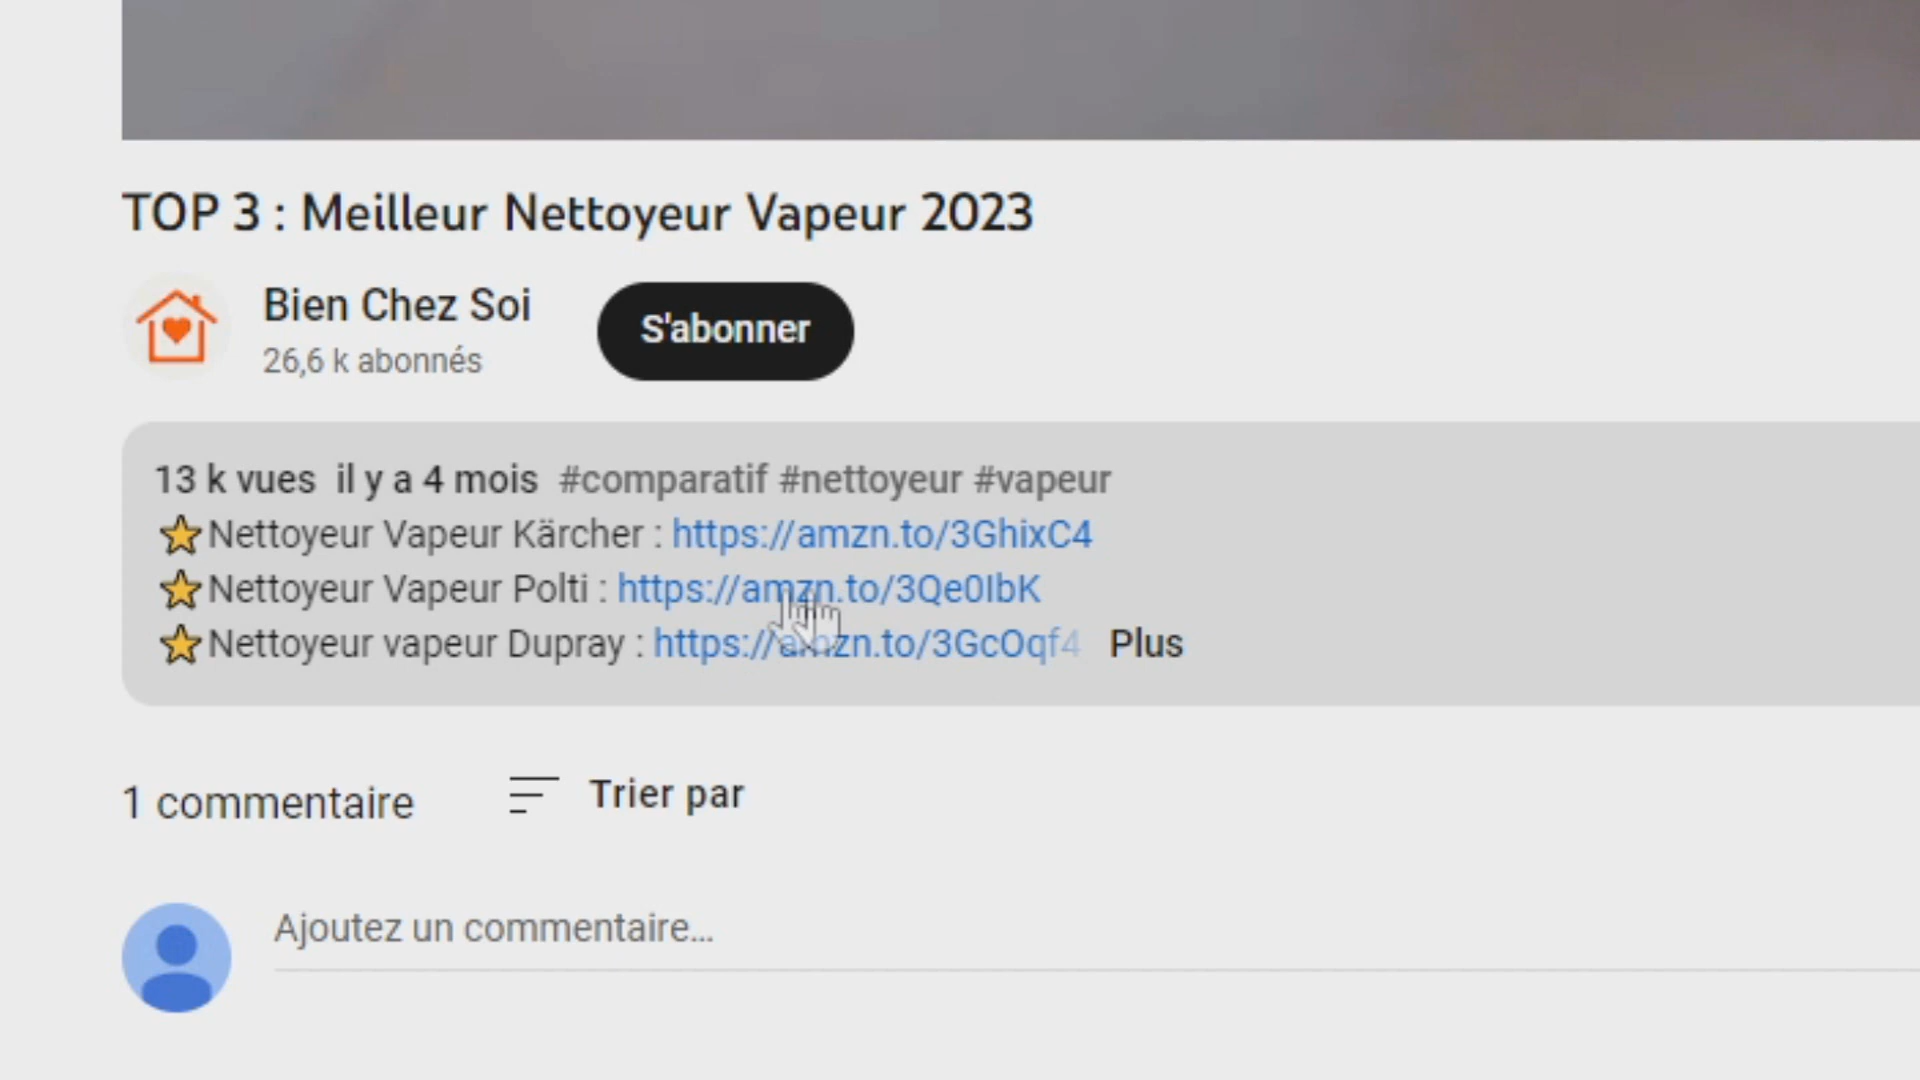 TOP 3 : Meilleur Nettoyeur Vapeur 2023
Bien Chez Soi
26,6 k abonnés
S'abonner
13 k vues il y a 4 mois #comparatif #nettoyeur #vapeur
⭐Nettoyeur Vapeur Kärcher : https://amzn.to/3GhixC4
⭐Nettoyeur Vapeur Polti : https://amzn.to/3Qe0IbK
⭐Nettoyeur vapeur Dupray : https://amzn.to/3GcOqf4 Plus
1 commentaire
Trier par
Ajoutez un commentaire...